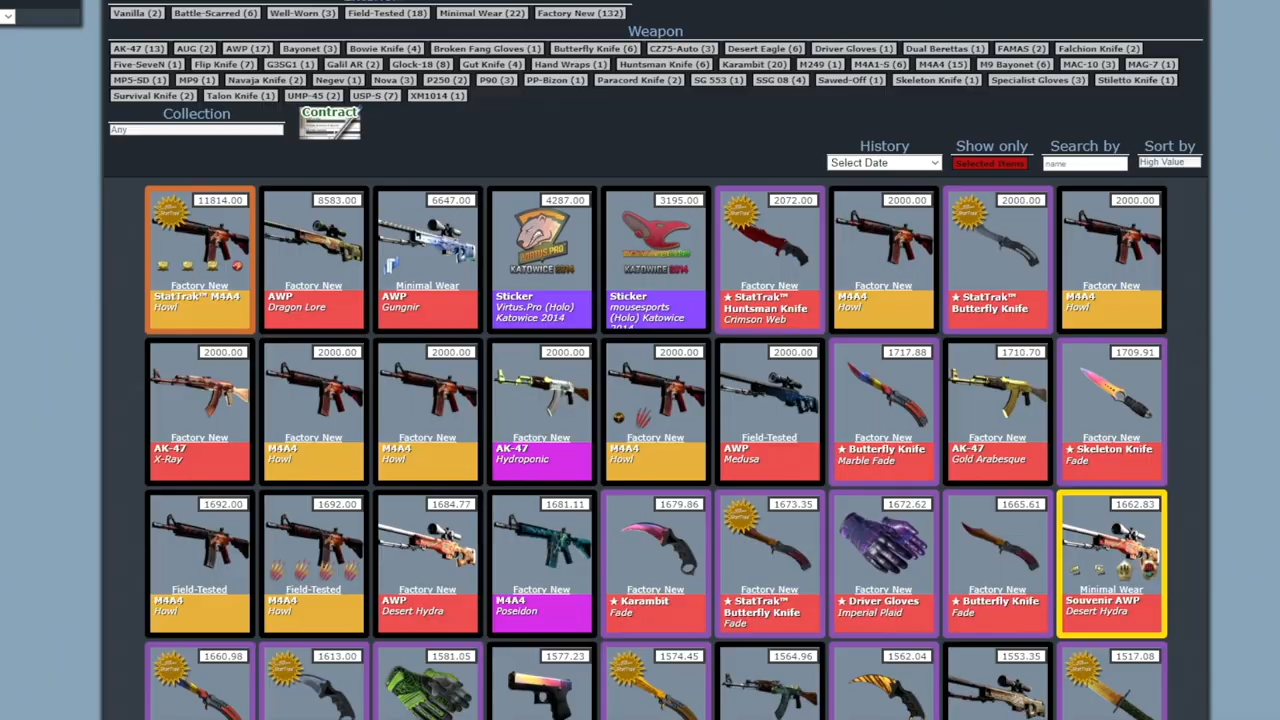 Vanilla (2) Battle-Scarred (6) Well-Worn (3) Field-Tested (18) Minimal Wear (22) Factory New (132)
Weapon
AK-47 (13) AUG (2) AWP (17) Bayonet (3) Bowie Knife (4) Broken Fang Gloves (1) Butterfly Knife (6) CZ75-Auto (3) Desert Eagle (6) Driver Gloves (1) Dual Berettas (1) FAMAS (2) Falchion Knife (2)
Five-SeveN (1) Flip Knife (7) G3SG1 (1) Galil AR (2) Glock-18 (8) Gut Knife (4) Hand Wraps (1) Huntsman Knife (6) Karambit (20) M249 (1) M4A1-S (6) M4A4 (15) M9 Bayonet (6) MAC-10 (3) MAG-7 (1)
MP5-SD (1) MP9 (1) Navaja Knife (2) Negev (1) Nova (3) P250 (2) P90 (3) PP-Bizon (1) Paracord Knife (2) SG 553 (1) SSG 08 (4) Sawed-Off (1) Skeleton Knife (1) Specialist Gloves (3) Stiletto Knife (1)
Survival Knife (2) Talon Knife (1) UMP-45 (2) USP-S (7) XM1014 (1)
Collection Contract
Any
History Show only Search by Sort by
Select Date Selected Items name High Value
11814.00 8583.00 6647.00 4287.00 3195.00 2072.00 2000.00 2000.00 2000.00
KATOWICE 2014 KATOWICE 2014
Factory New Factory New Minimal Wear Factory New Factory New Factory New Factory New
StatTrak™ M4A4 AWP AWP Sticker Sticker ★ StatTrak™ M4A4 ★ StatTrak™ M4A4
Howl Dragon Lore Gungnir Virtus.Pro (Holo) mousesports Huntsman Knife Howl Butterfly Knife Howl
Katowice 2014 (Holo) Katowice Crimson Web
2014
2000.00 2000.00 2000.00 2000.00 2000.00 2000.00 1717.88 1710.70 1709.91
Factory New Factory New Factory New Factory New Factory New Field-Tested Factory New Factory New Factory New
AK-47 M4A4 M4A4 AK-47 M4A4 AWP ★ Butterfly Knife AK-47 ★ Skeleton Knife
X-Ray Howl Howl Hydroponic Howl Medusa Marble Fade Gold Arabesque Fade
1692.00 1692.00 1684.77 1681.11 1679.86 1673.35 1672.62 1665.61 1662.83
Field-Tested Field-Tested Factory New Factory New Factory New Factory New Factory New Factory New Minimal Wear
M4A4 M4A4 AWP M4A4 ★ Karambit ★ StatTrak™ ★ Driver Gloves ★ Butterfly Knife Souvenir AWP
Howl Howl Desert Hydra Poseidon Fade Butterfly Knife Imperial Plaid Fade Desert Hydra
Fade
1660.98 1613.00 1581.05 1577.23 1574.45 1564.96 1562.04 1553.35 1517.08